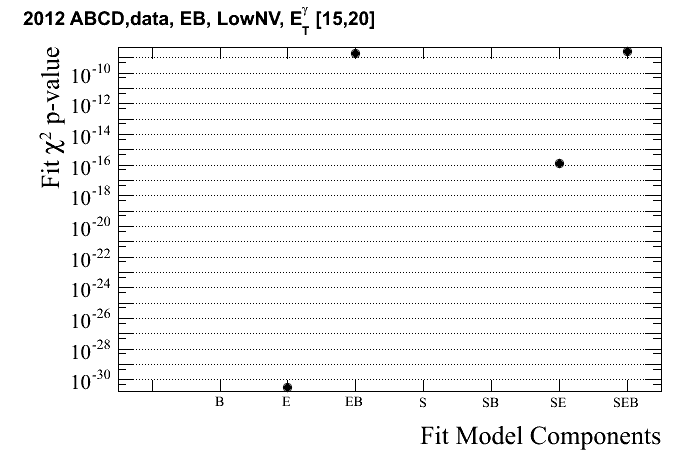 2012 ABCD,data, EB, LowNV, E_T^γ [15,20]
Fit χ² p-value
10⁻¹⁰
10⁻¹²
10⁻¹⁴
10⁻¹⁶
10⁻¹⁸
10⁻²⁰
10⁻²²
10⁻²⁴
10⁻²⁶
10⁻²⁸
10⁻³⁰
B E EB S SB SE SEB
Fit Model Components